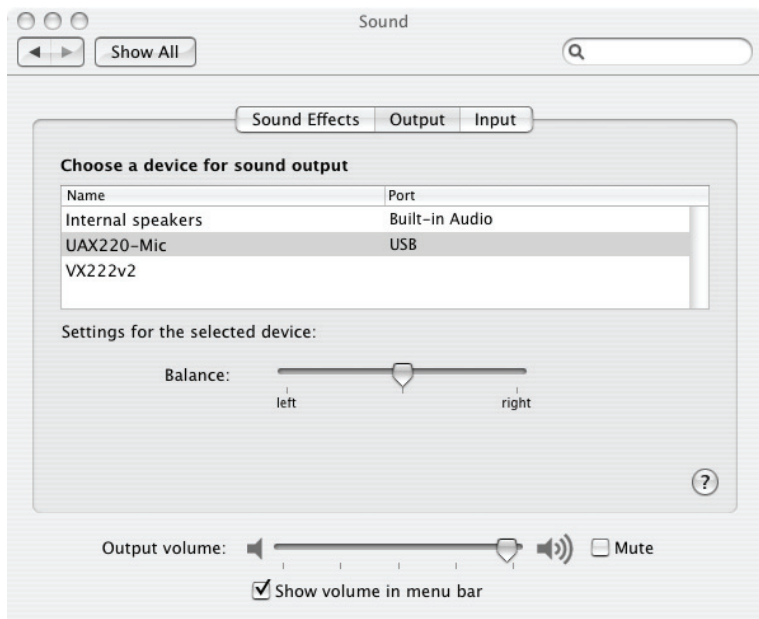 Sound
Show All
Sound Effects Output Input
Choose a device for sound output
Name Port
Internal speakers Built-in Audio
UAX220-Mic USB
VX222v2
Settings for the selected device:
Balance:
left right
?
Output volume: Mute
Show volume in menu bar